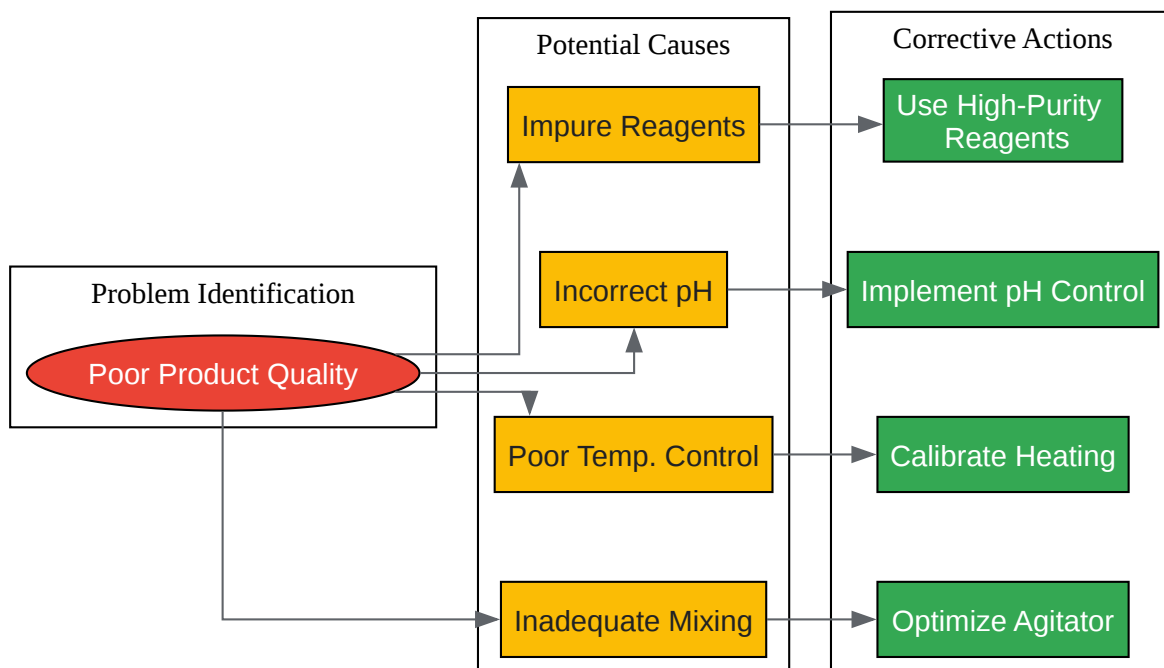 Problem Identification
Poor Product Quality
Potential Causes
Impure Reagents
Incorrect pH
Poor Temp. Control
Inadequate Mixing
Corrective Actions
Use High-Purity
Reagents
Implement pH Control
Calibrate Heating
Optimize Agitator